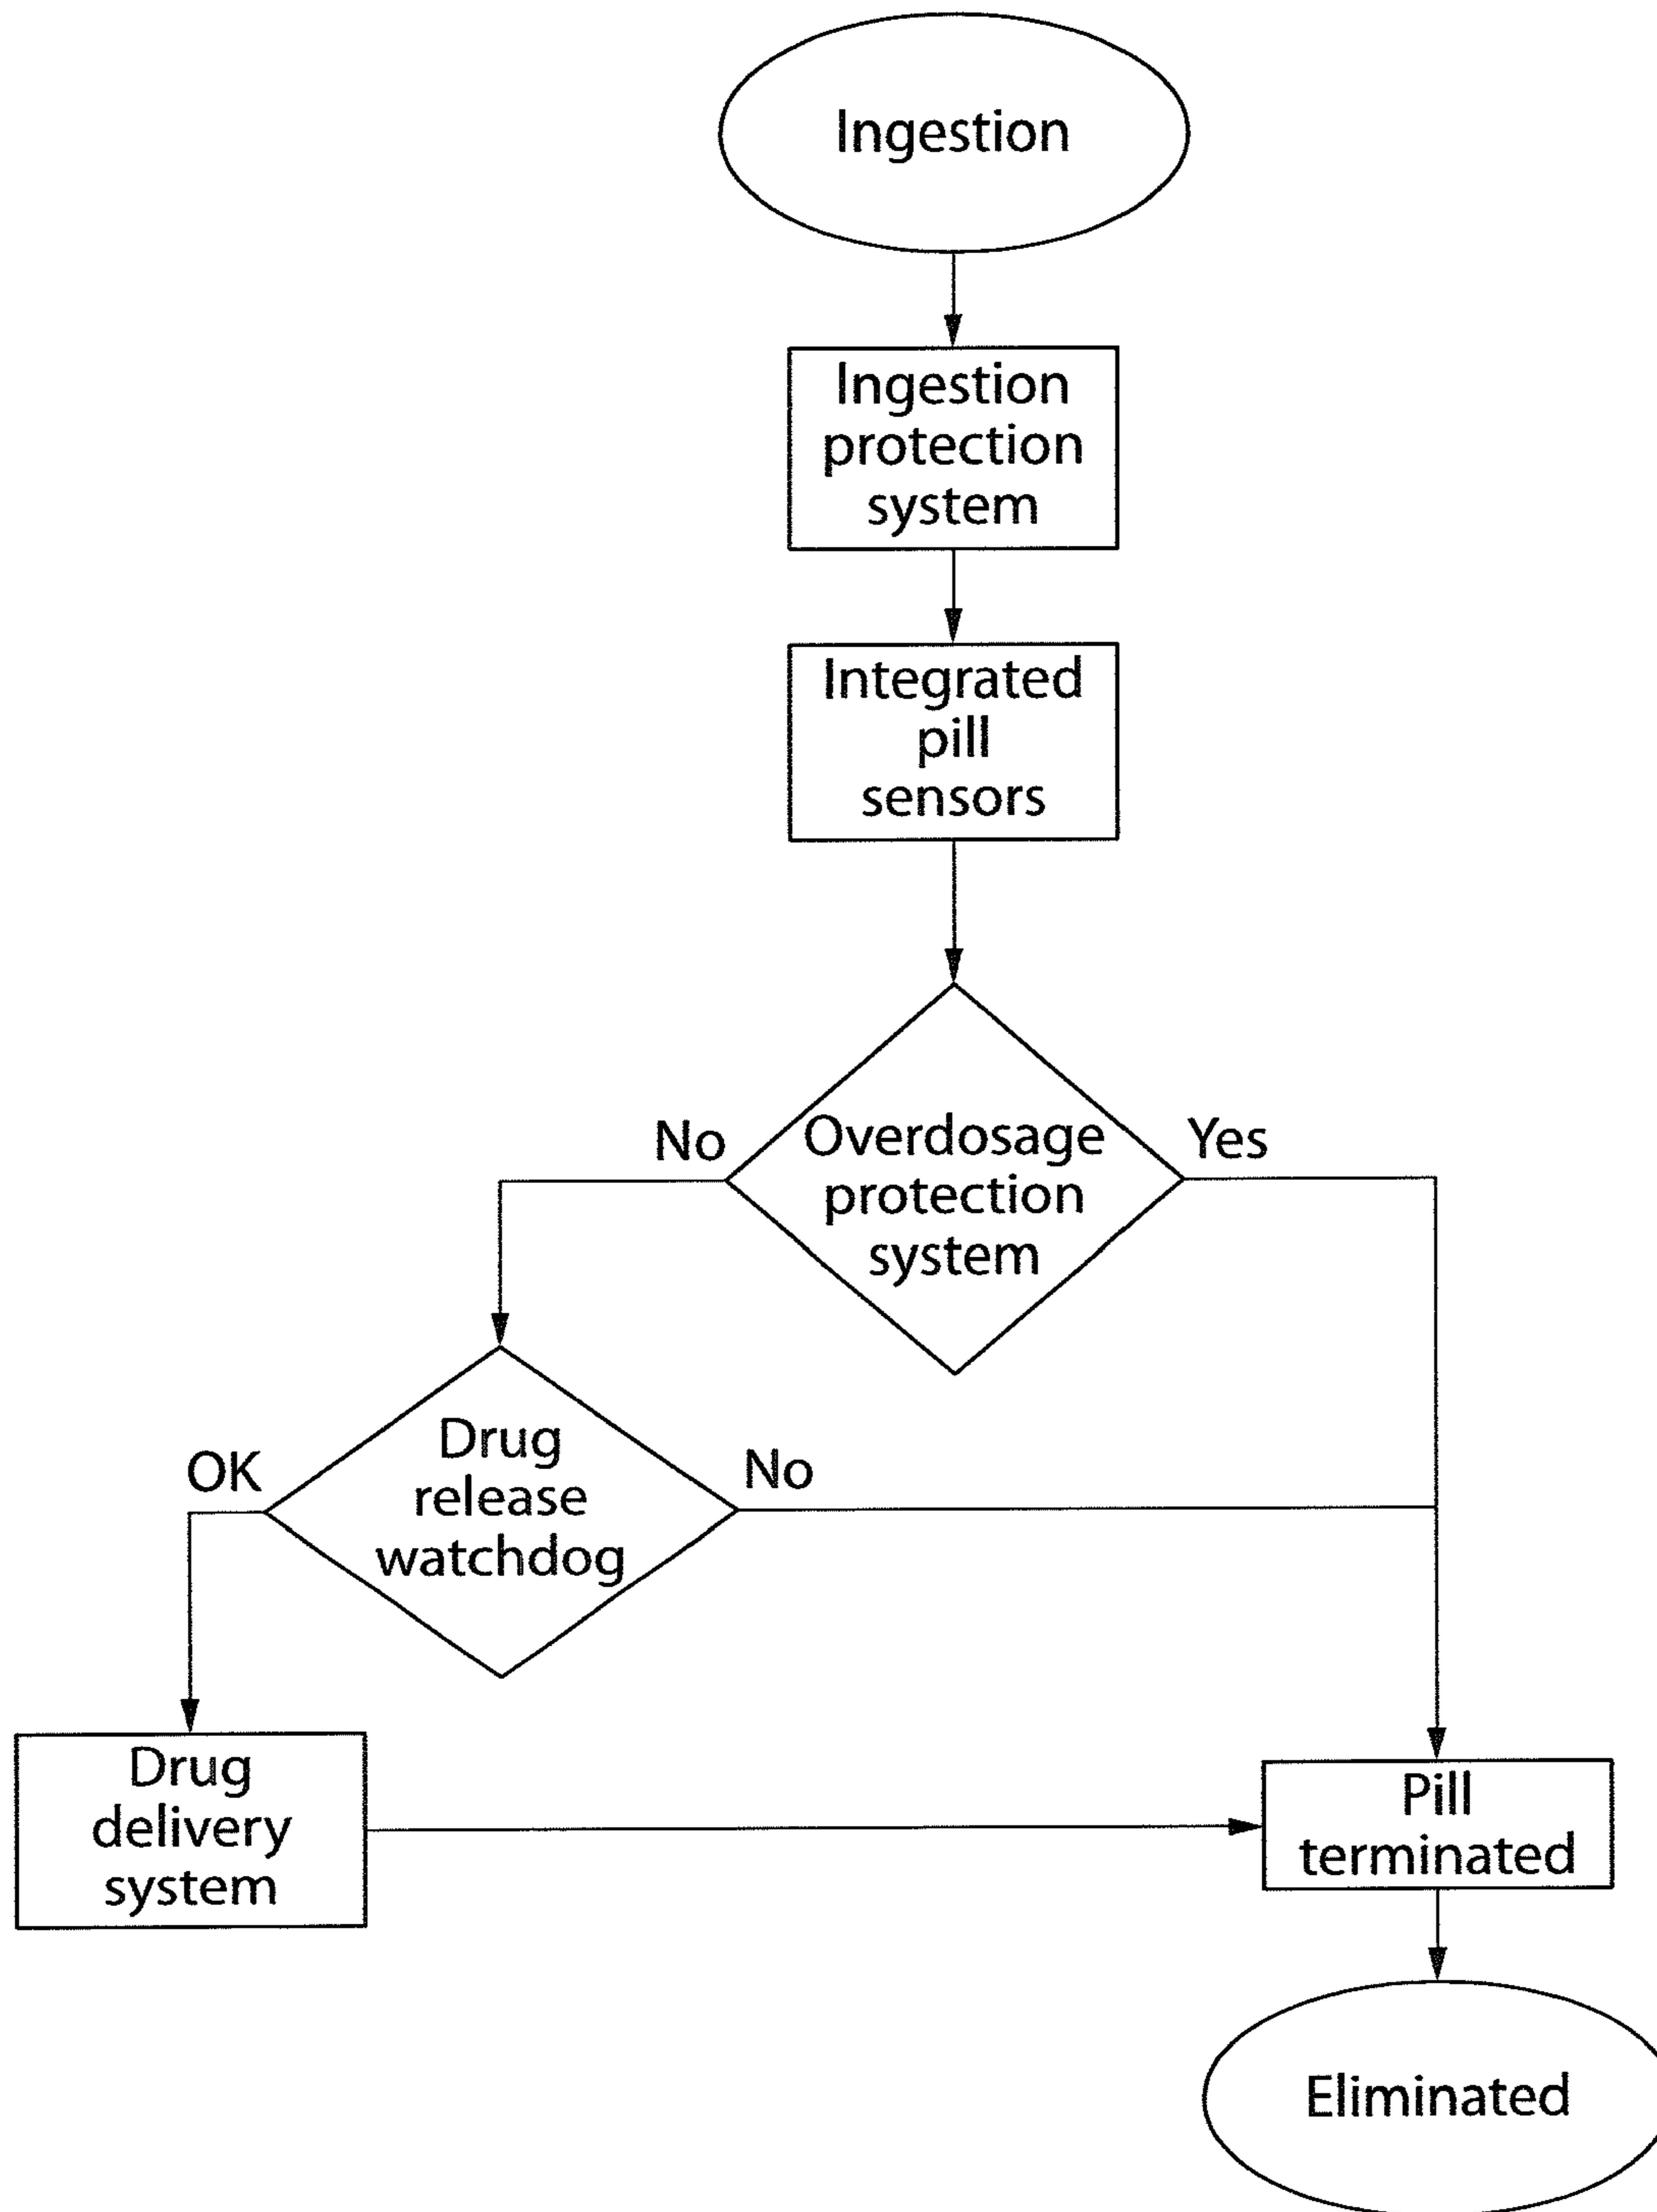 Ingestion
Ingestion
protection
system
Integrated
pill
sensors
No
Overdosage
protection
system
Yes
OK
Drug
release
watchdog
No
Drug
delivery
system
Pill
terminated
Eliminated